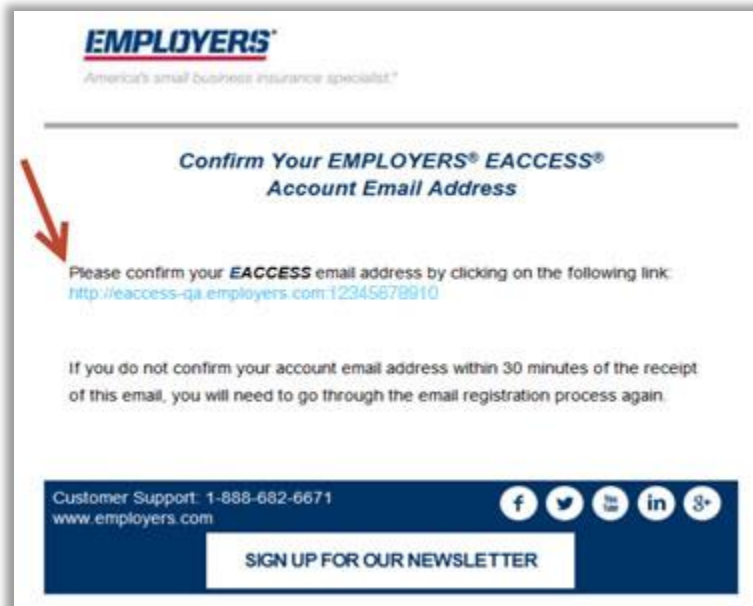 EMPLOYERS®
America's small business insurance specialist.®
Confirm Your EMPLOYERS® EACCESS®
Account Email Address
Please confirm your EACCESS email address by clicking on the following link:
http://eaccess-qa.employers.com:12345678910
If you do not confirm your account email address within 30 minutes of the receipt
of this email, you will need to go through the email registration process again.
Customer Support: 1-888-682-6671
www.employers.com
f You Tube in g+
SIGN UP FOR OUR NEWSLETTER